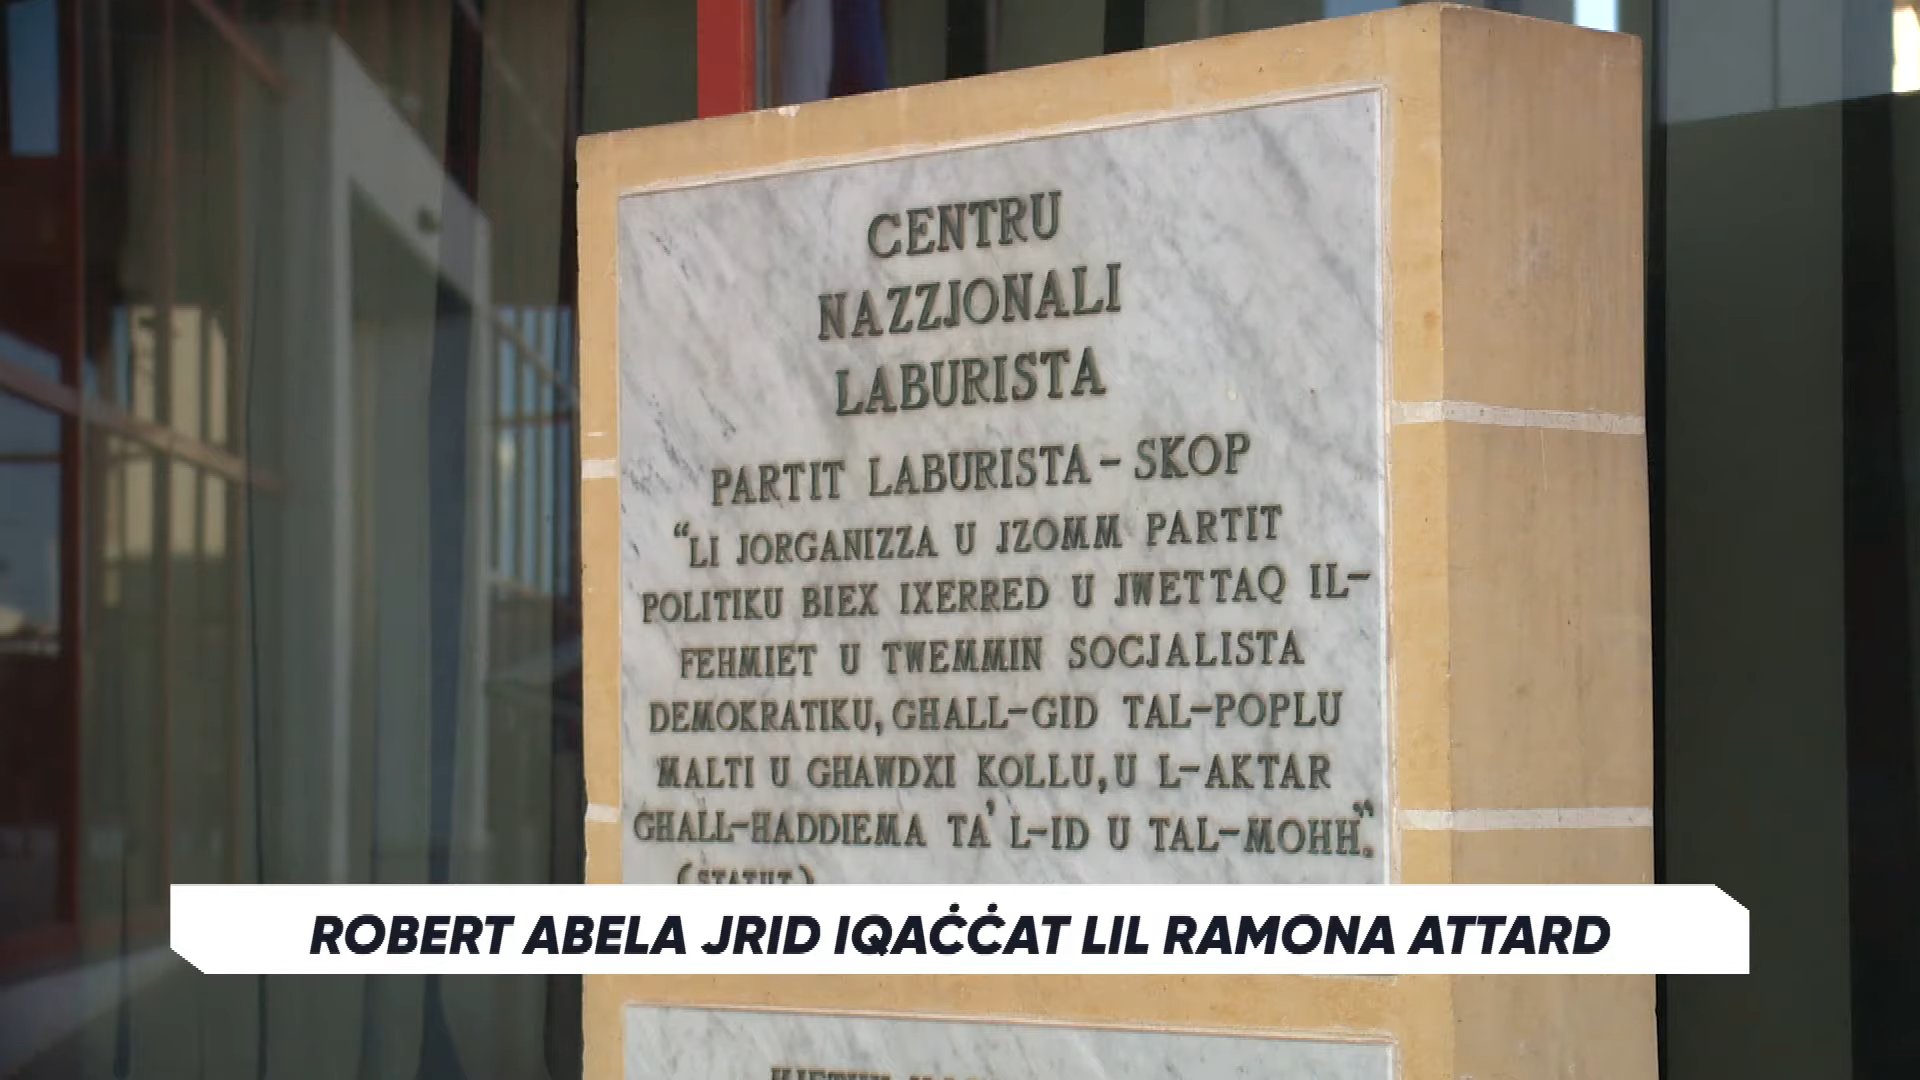 CENTRU
NAZZJONALI
LABURISTA
PARTIT LABURISTA - SKOP
“LI JORGANIZZA U JZOMM PARTIT
POLITIKU BIEX IXERRED U JWETTAQ IL-
FEHMIET U TWEMMIN SOCJALISTA
DEMOKRATIKU, GHALL-GID TAL-POPLU
MALTI U GHAWDXI KOLLU, U L-AKTAR
GHALL-HADDIEMA TA' L-ID U TAL-MOHH.”
(STATUT)
ROBERT ABELA JRID IQAĊĊAT LIL RAMONA ATTARD